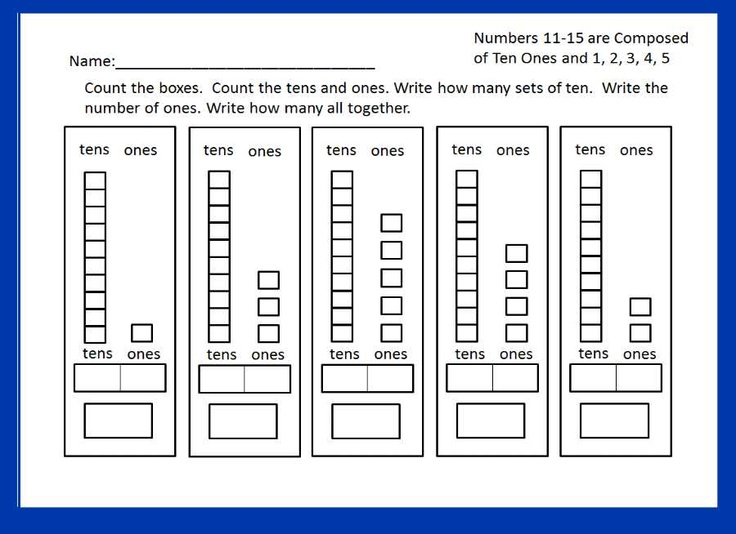 Numbers 11-15 are Composed
of Ten Ones and 1, 2, 3, 4, 5
Name:______________________________
Count the boxes.  Count the tens and ones. Write how many sets of ten.  Write the
number of ones. Write how many all together.
tens ones tens ones tens ones tens ones tens ones
tens ones tens ones tens ones tens ones tens ones